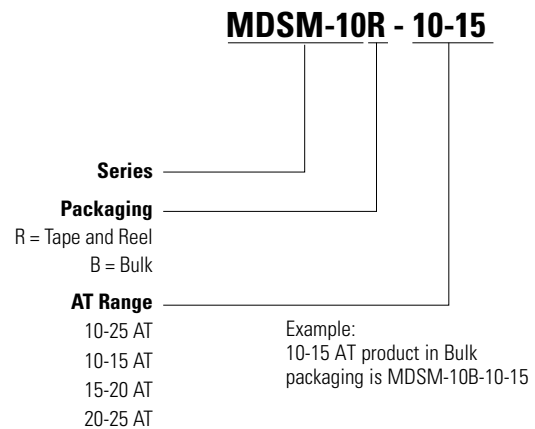 MDSM-10R - 10-15
Series
Packaging
R = Tape and Reel
B = Bulk
AT Range
10-25 AT
10-15 AT
15-20 AT
20-25 AT
Example:
10-15 AT product in Bulk
packaging is MDSM-10B-10-15